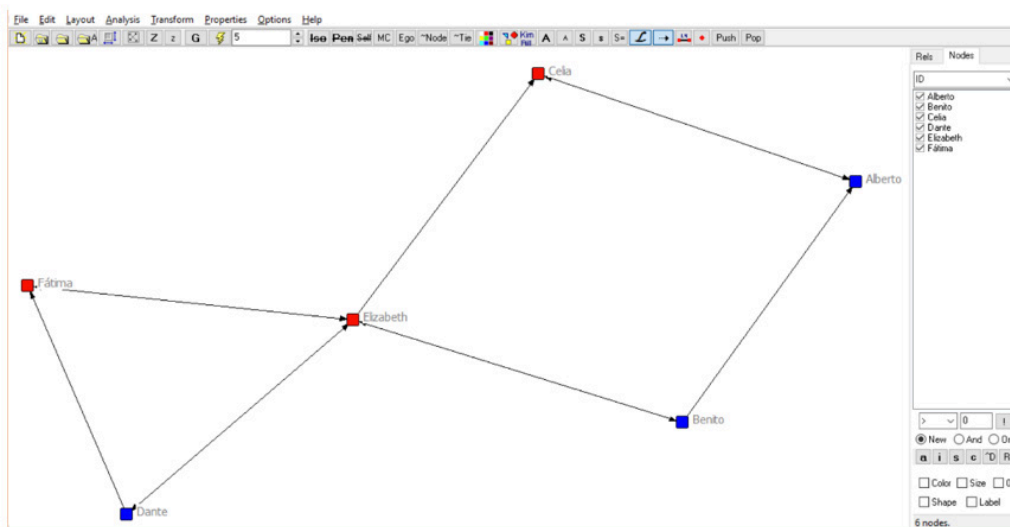 File Edit Layout Analysis Transform Properties Options Help
A Z z G 5 Iso Pen Self MC Ego ~Node ~Tie A A S s S= L Push Pop
Rels Nodes
ID
Alberto
Benito
Celia
Dante
Elizabeth
Fátima
Celia
Alberto
Fátima
Elizabeth
Benito
Dante
> 0 !
New And Or
n i s c ~D R
Color Size
Shape Label
6 nodes.